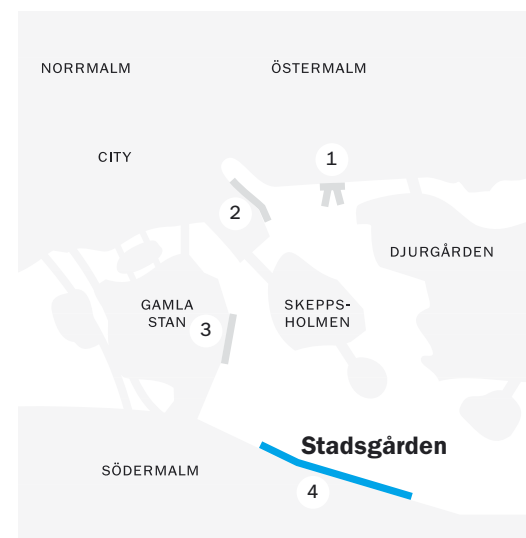 NORRMALM
ÖSTERMALM
CITY
1
2
DJURGÅRDEN
GAMLA
STAN
3
SKEPPS-
HOLMEN
Stadsgården
SÖDERMALM
4